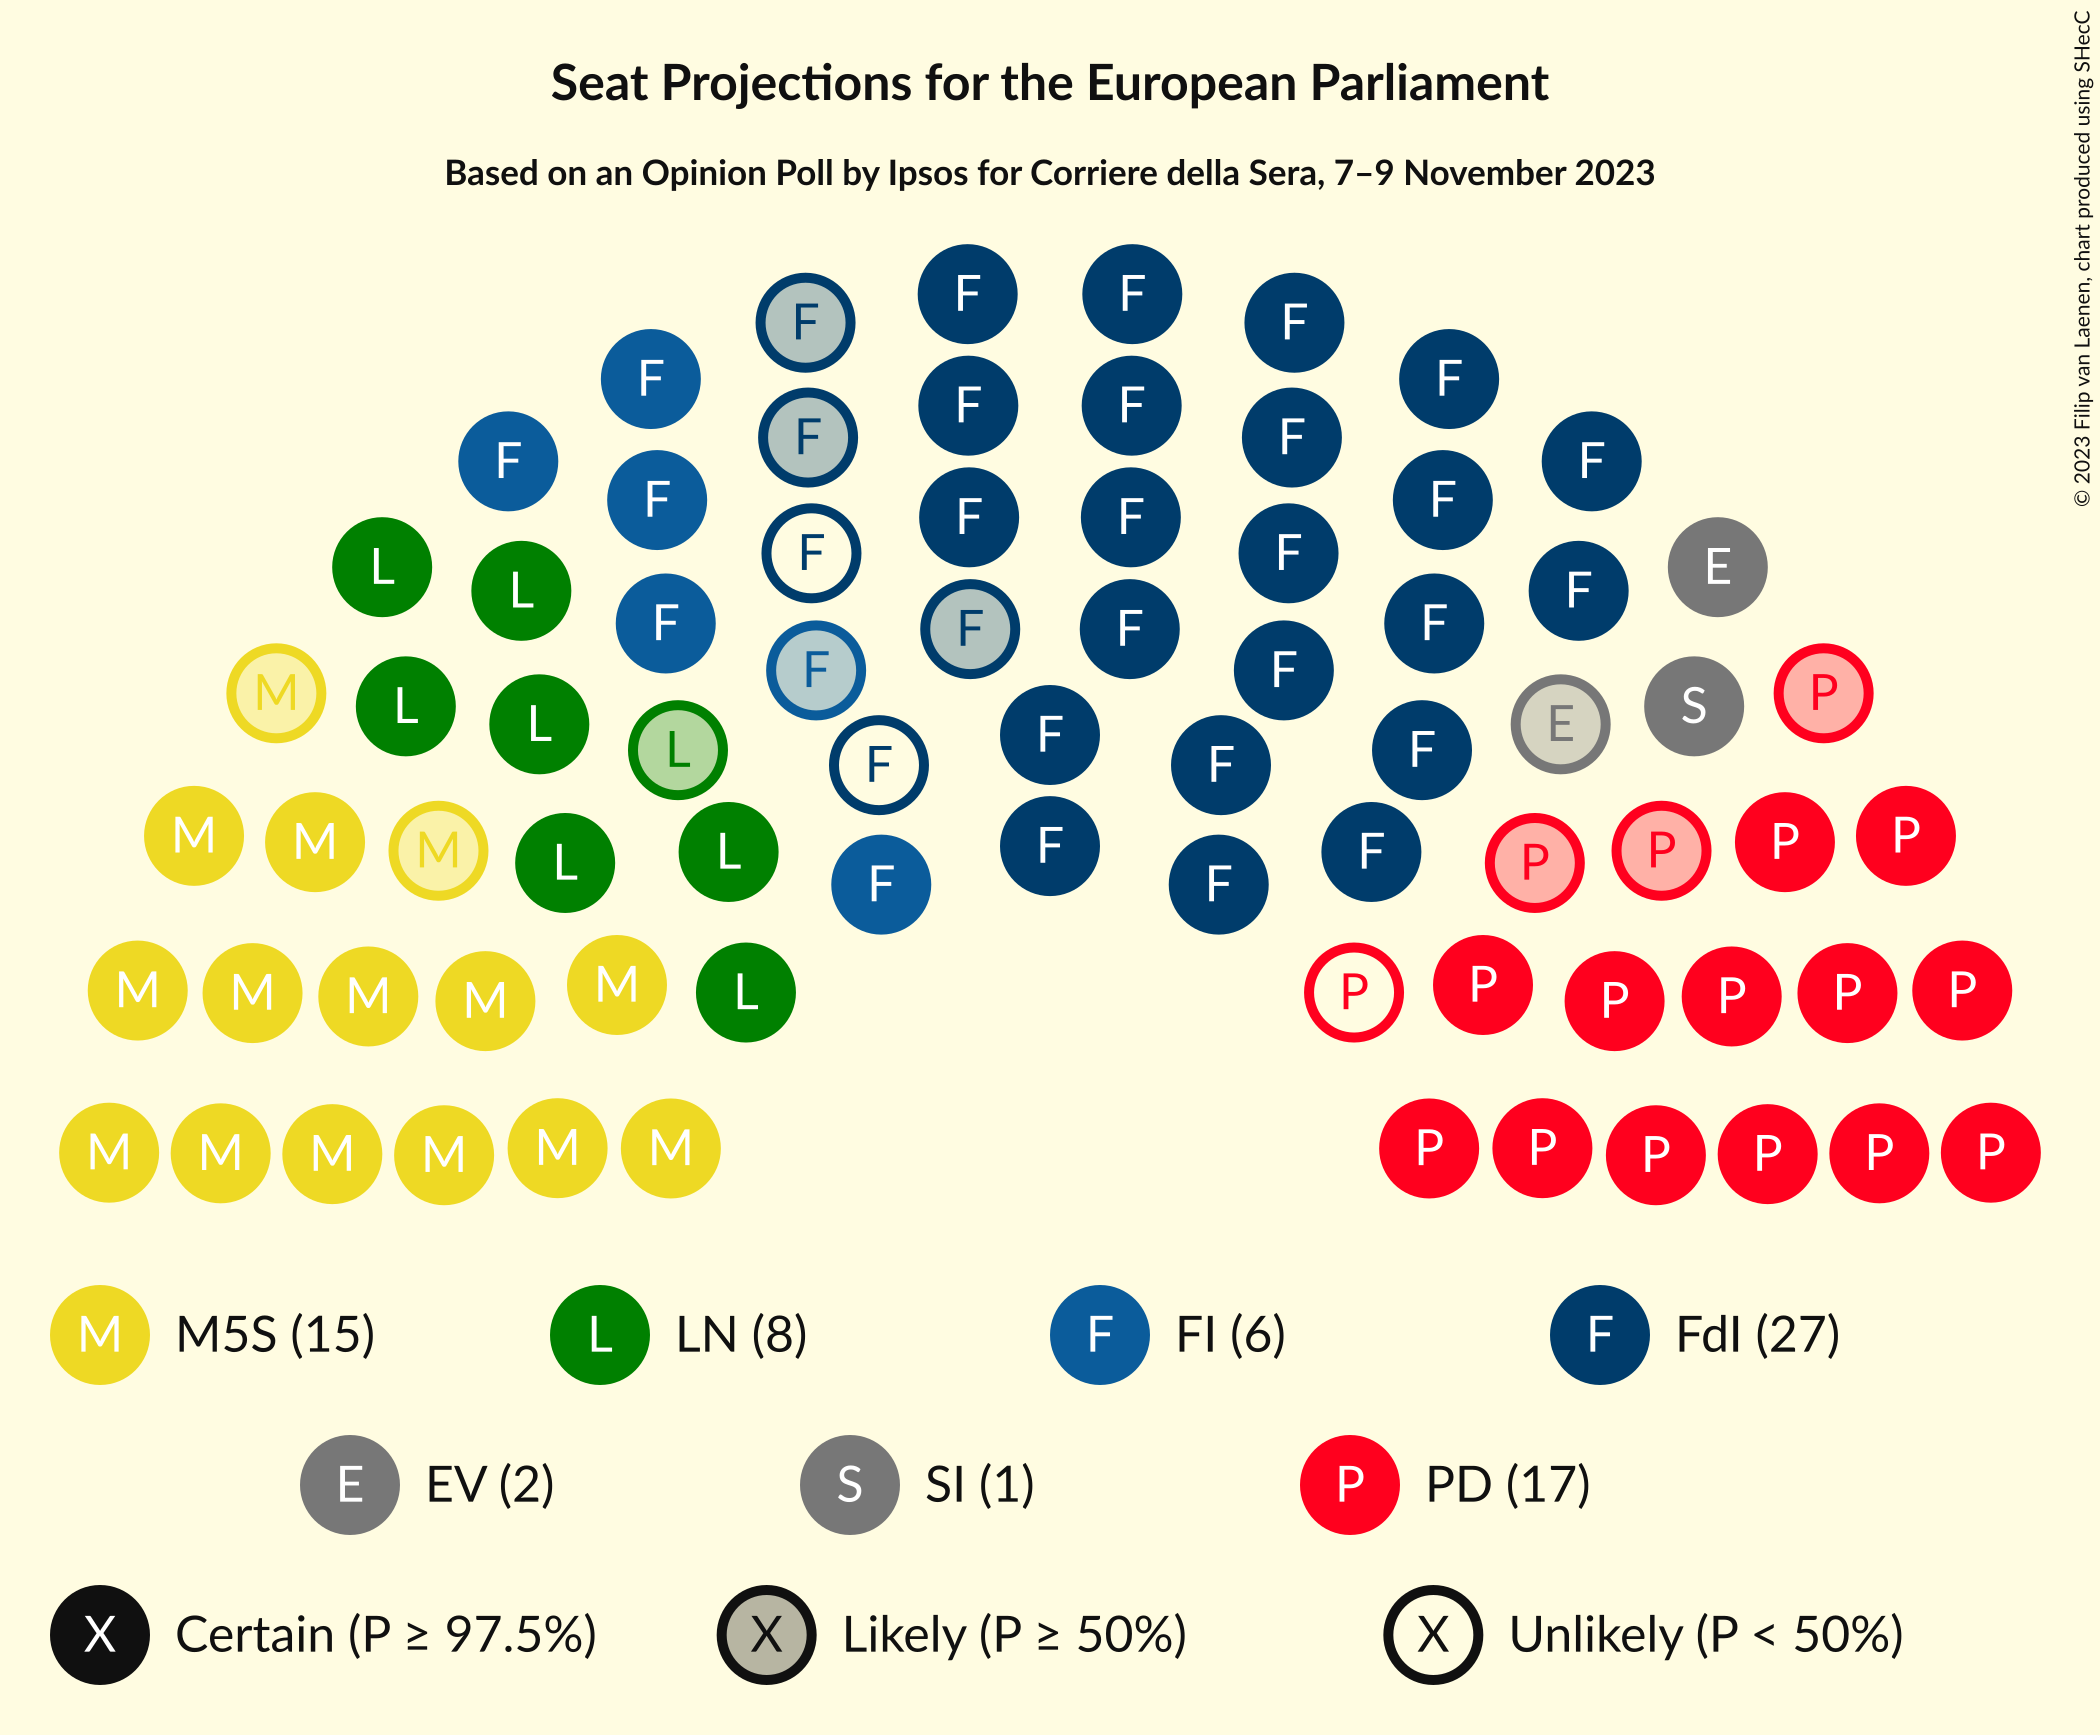 Seat Projections for the European Parliament
Based on an Opinion Poll by Ipsos for Corriere della Sera, 7–9 November 2023
© 2023 Filip van Laenen, chart produced using SHecC
F F F F
F F F F
F F F F F F
F F F F
L F F F F E
L L F F F F
M L F F F F F S P
L M L F F F F E
L F F F F P
M M M L L F F F F P P P P
M M M M M L P P P P P P
M M M M M M P P P P P P
M M5S (15) L LN (8) F FI (6) F FdI (27)
E EV (2) S SI (1) P PD (17)
X Certain (P ≥ 97.5%) X Likely (P ≥ 50%) X Unlikely (P < 50%)